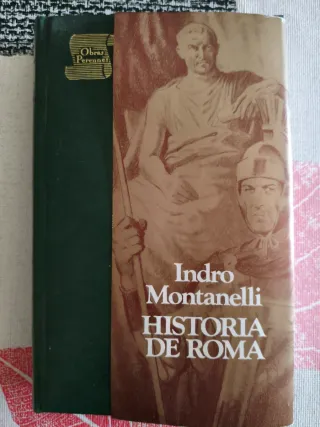 Obras
Perennes
Indro
Montanelli
HISTORIA
DE ROMA